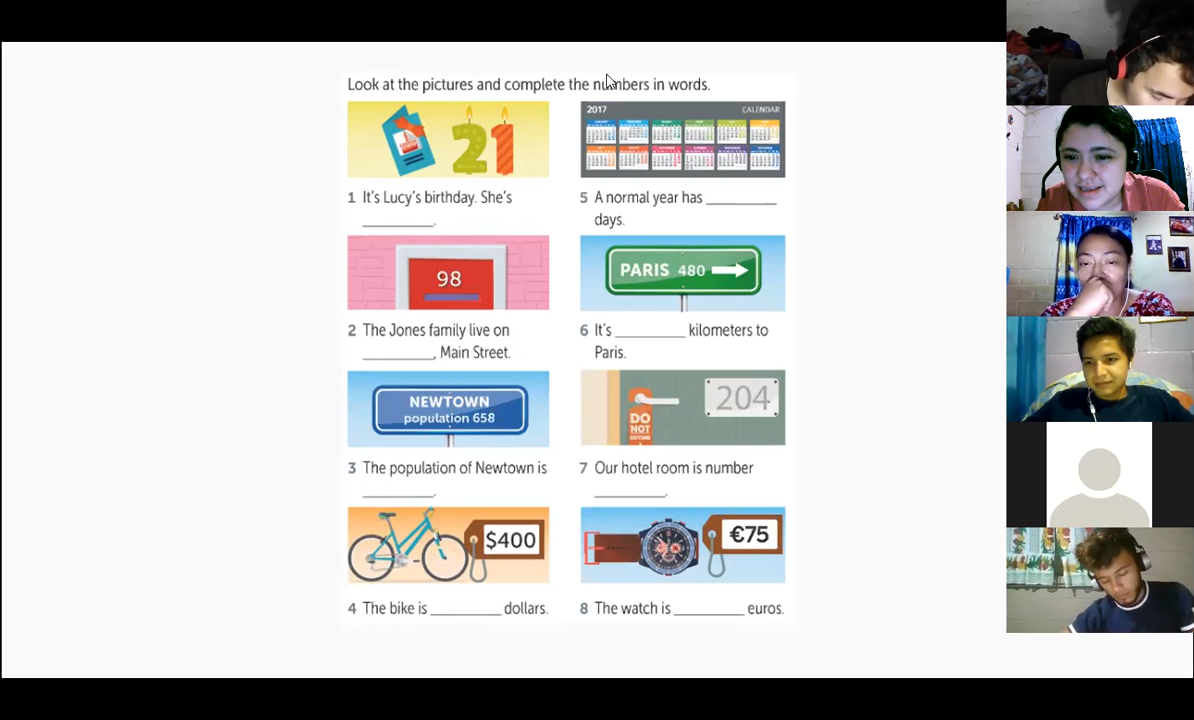 Look at the pictures and complete the numbers in words.
21
1 It's Lucy's birthday. She's
__________.
98
2 The Jones family live on
__________, Main Street.
NEWTOWN
population 658
3 The population of Newtown is
__________.
$400
4 The bike is __________ dollars.
2017 CALENDAR
5 A normal year has __________
days.
PARIS 480
6 It's __________ kilometers to
Paris.
204
DO
NOT
7 Our hotel room is number
__________.
€75
8 The watch is __________ euros.